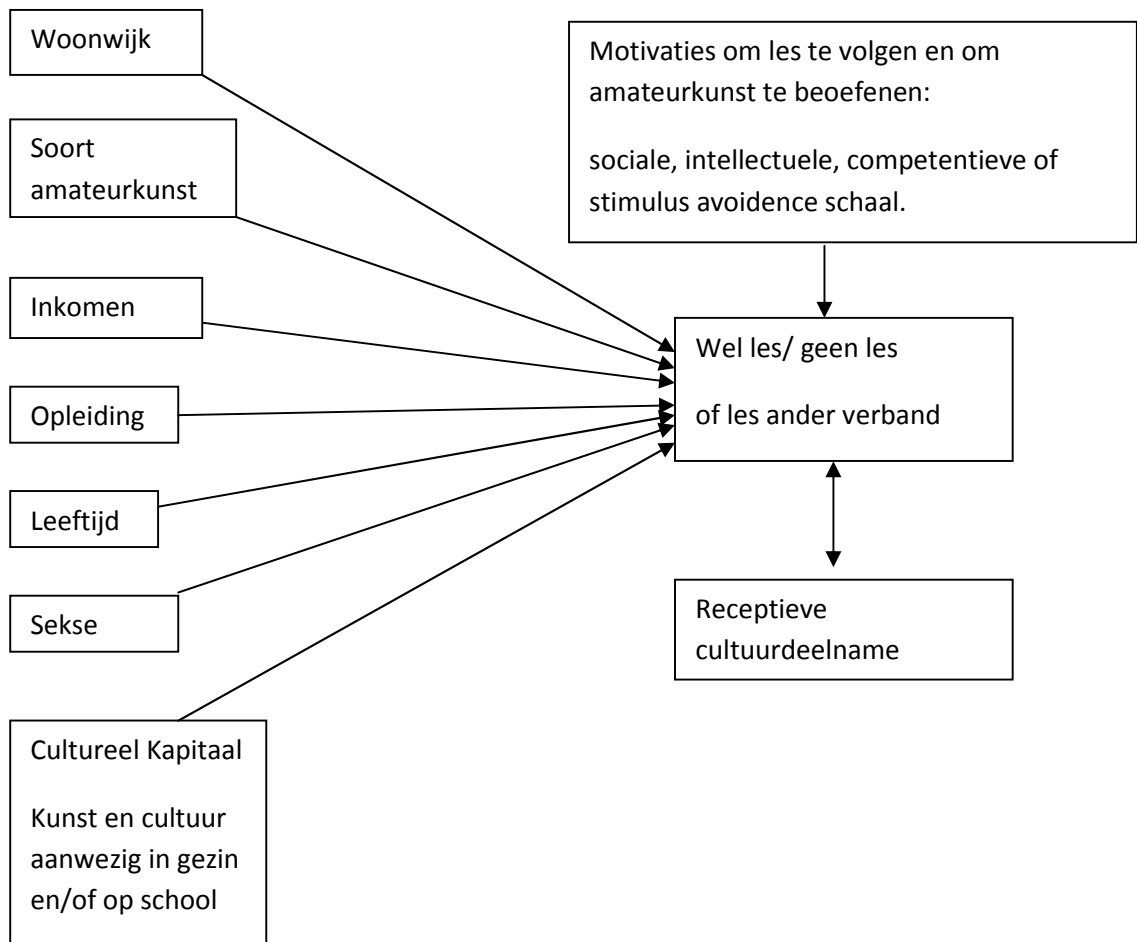 Woonwijk
Motivaties om les te volgen en om
amateurkunst te beoefenen:
sociale, intellectuele, competentieve of
stimulus avoidence schaal.
Soort
amateurkunst
Inkomen
Wel les/ geen les
of les ander verband
Opleiding
Leeftijd
Sekse
Receptieve
cultuurdeelname
Cultureel Kapitaal
Kunst en cultuur
aanwezig in gezin
en/of op school